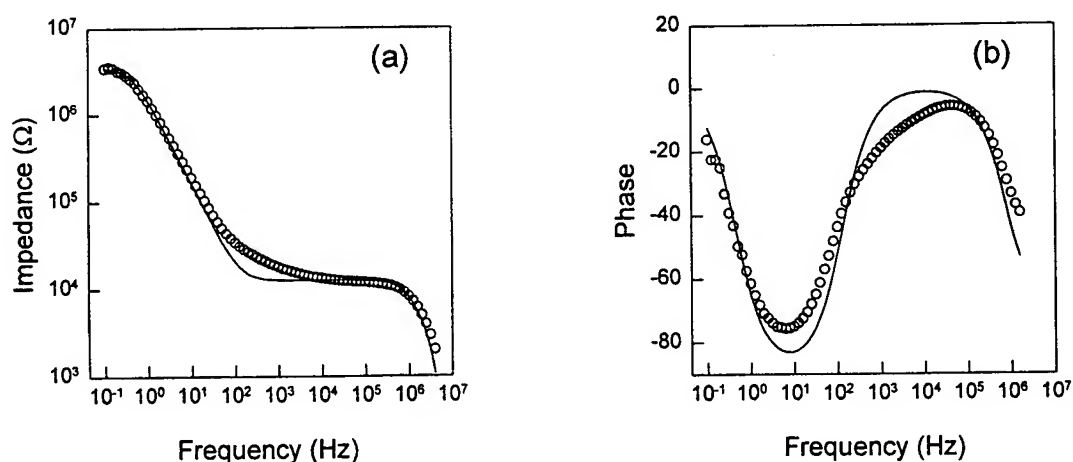 (a)
Impedance (Ω)
10⁷
10⁶
10⁵
10⁴
10³
10⁻¹ 10⁰ 10¹ 10² 10³ 10⁴ 10⁵ 10⁶ 10⁷
Frequency (Hz)
(b)
Phase
20
0
-20
-40
-60
-80
10⁻¹ 10⁰ 10¹ 10² 10³ 10⁴ 10⁵ 10⁶ 10⁷
Frequency (Hz)